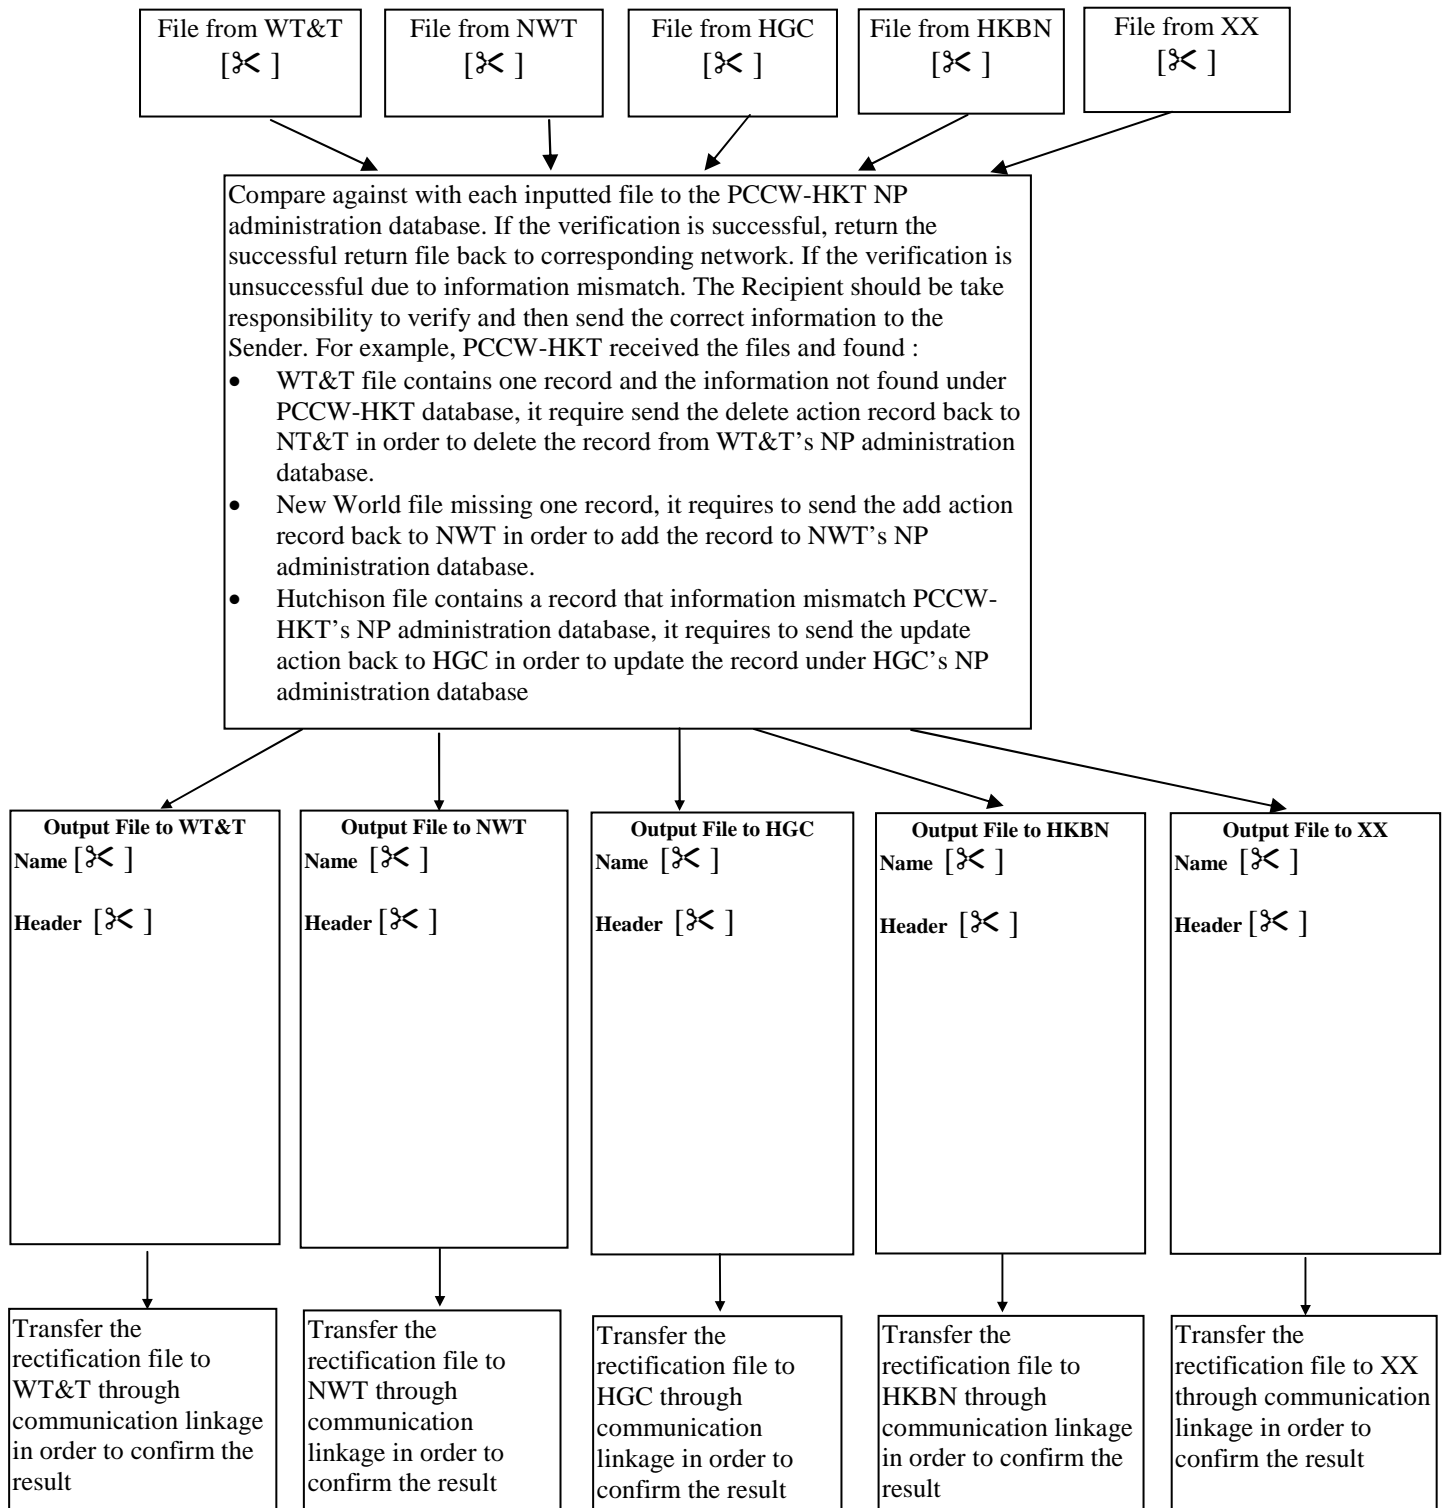 File from WT&T
[✂ ]
File from NWT
[✂ ]
File from HGC
[✂ ]
File from HKBN
[✂ ]
File from XX
[✂ ]
Compare against with each inputted file to the PCCW-HKT NP
administration database. If the verification is successful, return the
successful return file back to corresponding network. If the verification is
unsuccessful due to information mismatch. The Recipient should be take
responsibility to verify and then send the correct information to the
Sender. For example, PCCW-HKT received the files and found :
• WT&T file contains one record and the information not found under
PCCW-HKT database, it require send the delete action record back to
NT&T in order to delete the record from WT&T’s NP administration
database.
• New World file missing one record, it requires to send the add action
record back to NWT in order to add the record to NWT’s NP
administration database.
• Hutchison file contains a record that information mismatch PCCW-
HKT’s NP administration database, it requires to send the update
action back to HGC in order to update the record under HGC’s NP
administration database
Output File to WT&T
Name [✂ ]
Header [✂ ]
Output File to NWT
Name [✂ ]
Header [✂ ]
Output File to HGC
Name [✂ ]
Header [✂ ]
Output File to HKBN
Name [✂ ]
Header [✂ ]
Output File to XX
Name [✂ ]
Header [✂ ]
Transfer the
rectification file to
WT&T through
communication linkage
in order to confirm the
result
Transfer the
rectification file to
NWT through
communication
linkage in order to
confirm the result
Transfer the
rectification file to
HGC through
communication
linkage in order to
confirm the result
Transfer the
rectification file to
HKBN through
communication linkage
in order to confirm the
result
Transfer the
rectification file to XX
through communication
linkage in order to
confirm the result